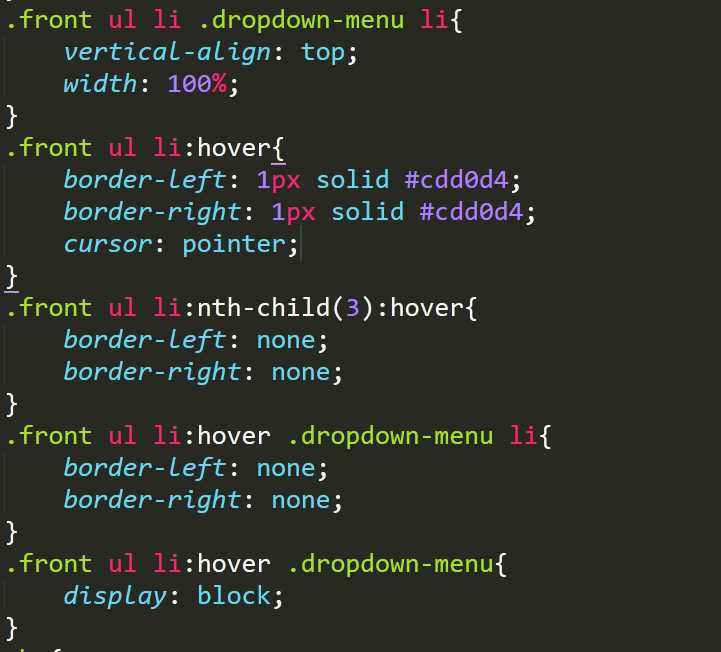 .front ul li .dropdown-menu li{
    vertical-align: top;
    width: 100%;
}
.front ul li:hover{
    border-left: 1px solid #cdd0d4;
    border-right: 1px solid #cdd0d4;
    cursor: pointer;
}
.front ul li:nth-child(3):hover{
    border-left: none;
    border-right: none;
}
.front ul li:hover .dropdown-menu li{
    border-left: none;
    border-right: none;
}
.front ul li:hover .dropdown-menu{
    display: block;
}